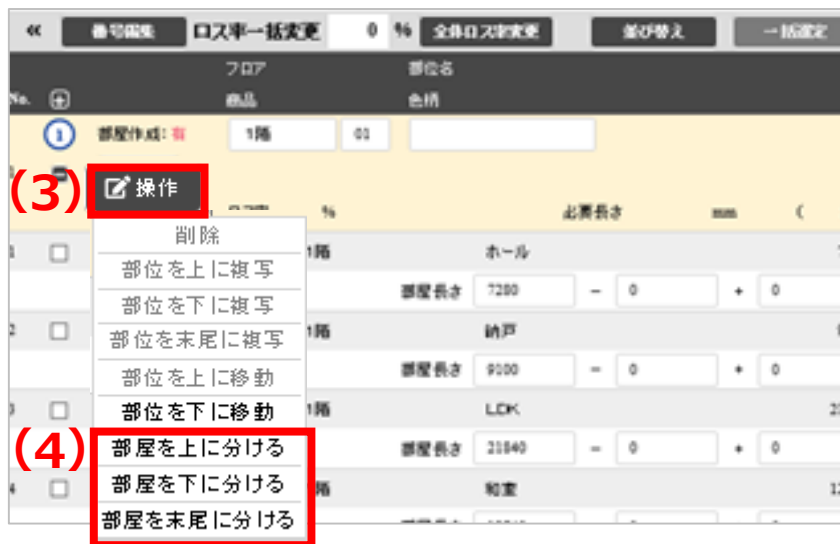 « 番号編集 ロス率一括変更 0 % 全体ロス率変更 並び替え 一括選定
フロア 部位名
No. 商品 色柄
1 部屋作成: 有 1階 01
(3) 操作
% 必要長さ mm (
削除
1階 ホール
部位を上に複写
部屋長さ 7280 － 0 + 0
部位を下に複写
2 1階 納戸
部位を末尾に複写
部屋長さ 9100 － 0 + 0
部位を上に移動
部位を下に移動
1階 LDK
(4) 部屋を上に分ける
部屋長さ 21840 － 0 + 0
部屋を下に分ける
4 和室
部屋を末尾に分ける